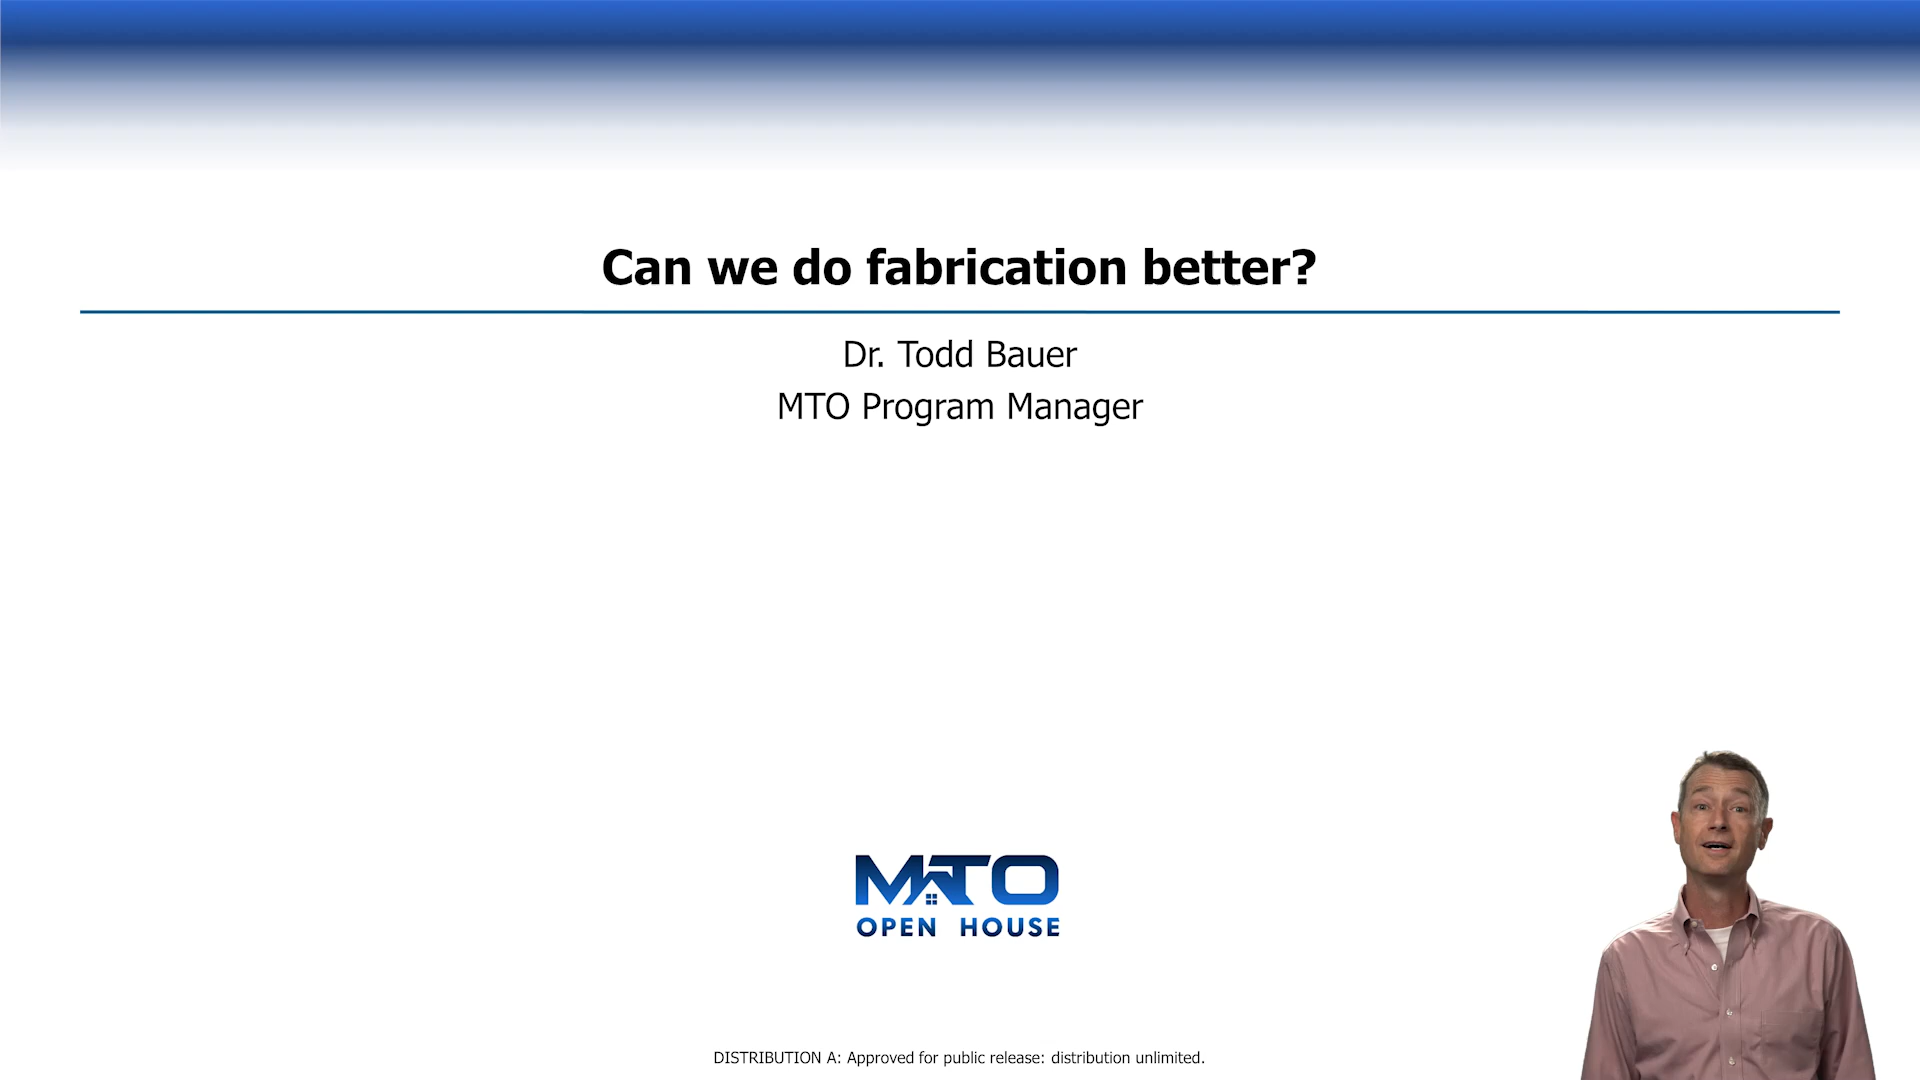 Can we do fabrication better?
Dr. Todd Bauer
MTO Program Manager
MTO
OPEN HOUSE
DISTRIBUTION A: Approved for public release: distribution unlimited.